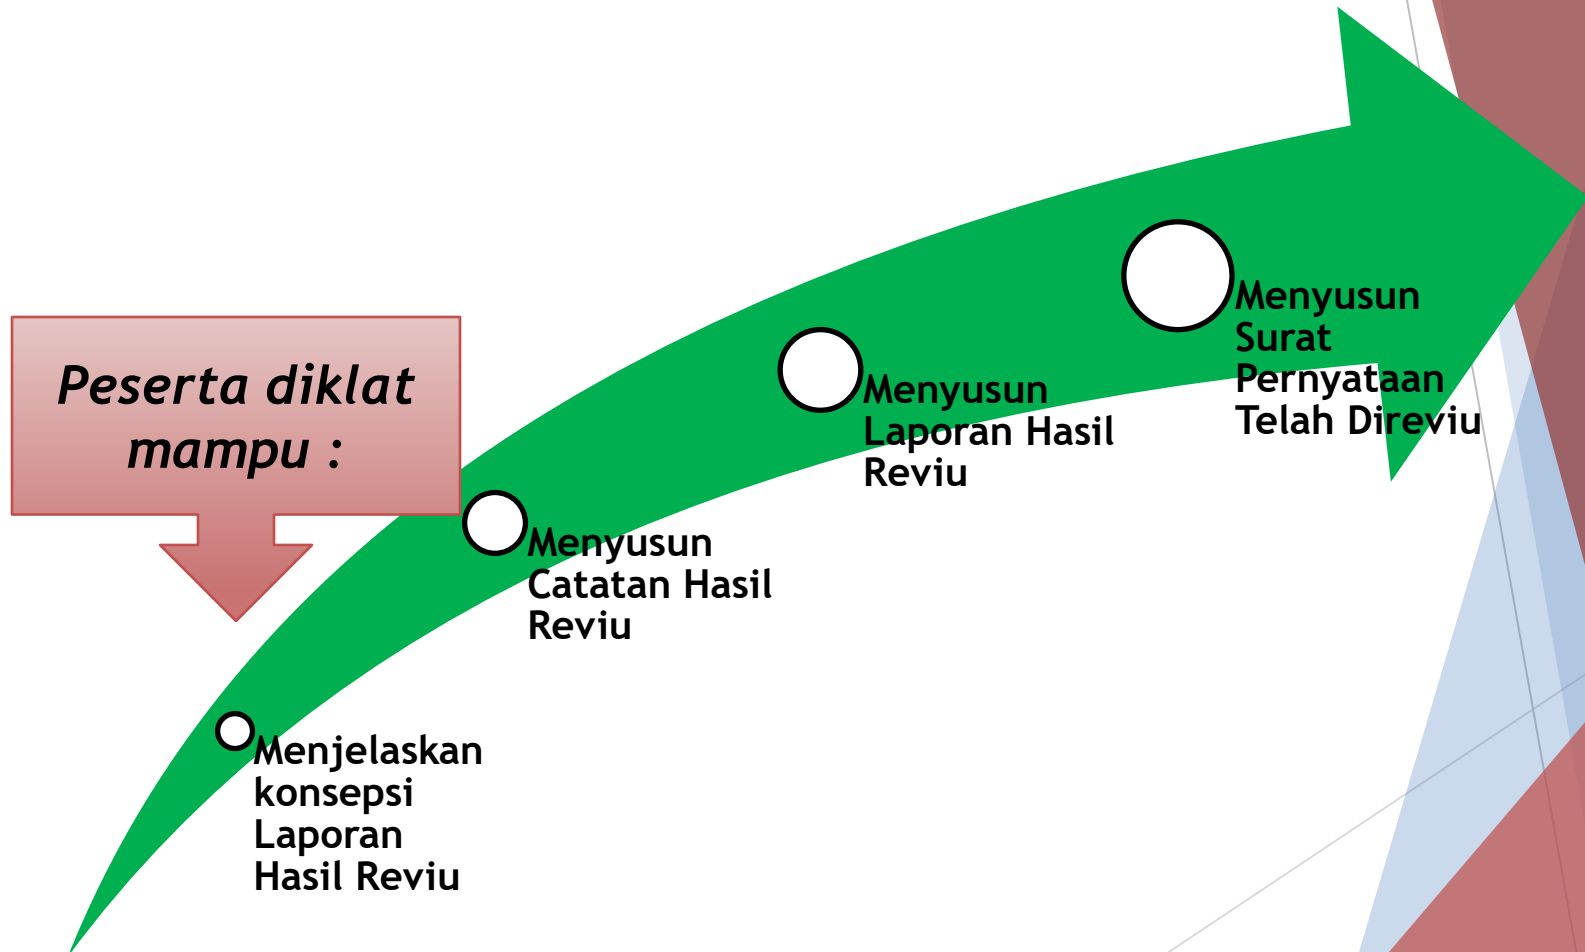 Peserta diklat
mampu :
Menjelaskan
konsepsi
Laporan
Hasil Reviu
Menyusun
Catatan Hasil
Reviu
Menyusun
Laporan Hasil
Reviu
Menyusun
Surat
Pernyataan
Telah Direviu